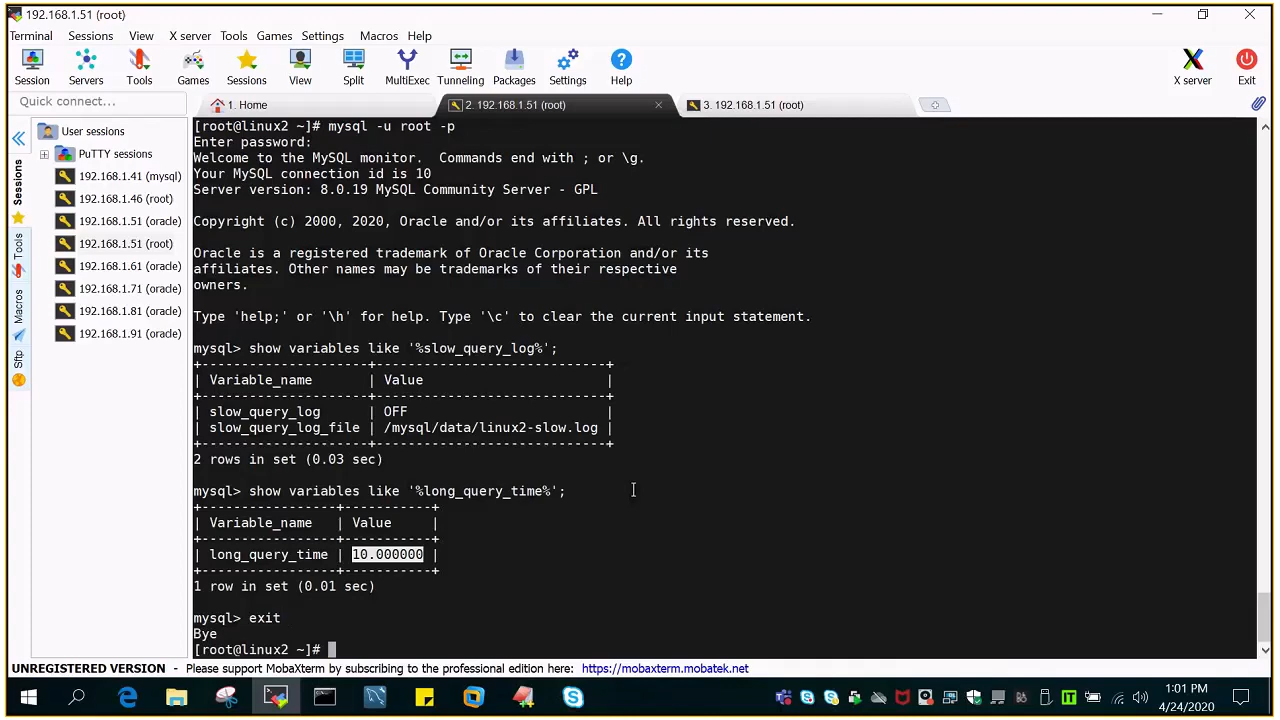 192.168.1.51 (root)
Terminal Sessions View X server Tools Games Settings Macros Help
Session Servers Tools Games Sessions View Split MultiExec Tunneling Packages Settings Help X server Exit
Quick connect...
1. Home
2. 192.168.1.51 (root)
3. 192.168.1.51 (root)
Sessions
Tools
Macros
Sftp
User sessions
PuTTY sessions
192.168.1.41 (mysql)
192.168.1.46 (root)
192.168.1.51 (oracle)
192.168.1.51 (root)
192.168.1.61 (oracle)
192.168.1.71 (oracle)
192.168.1.81 (oracle)
192.168.1.91 (oracle)
[root@linux2 ~]# mysql -u root -p
Enter password:
Welcome to the MySQL monitor.  Commands end with ; or \g.
Your MySQL connection id is 10
Server version: 8.0.19 MySQL Community Server - GPL
Copyright (c) 2000, 2020, Oracle and/or its affiliates. All rights reserved.
Oracle is a registered trademark of Oracle Corporation and/or its
affiliates. Other names may be trademarks of their respective
owners.
Type 'help;' or '\h' for help. Type '\c' to clear the current input statement.
mysql> show variables like '%slow_query_log%';
+---------------------+---------------------------+
| Variable_name       | Value                     |
+---------------------+---------------------------+
| slow_query_log      | OFF                       |
| slow_query_log_file | /mysql/data/linux2-slow.log |
+---------------------+---------------------------+
2 rows in set (0.03 sec)
mysql> show variables like '%long_query_time%';
+-----------------+-----------+
| Variable_name   | Value     |
+-----------------+-----------+
| long_query_time | 10.000000 |
+-----------------+-----------+
1 row in set (0.01 sec)
mysql> exit
Bye
[root@linux2 ~]#
UNREGISTERED VERSION - Please support MobaXterm by subscribing to the professional edition here: https://mobaxterm.mobatek.net
IT
1:01 PM
4/24/2020